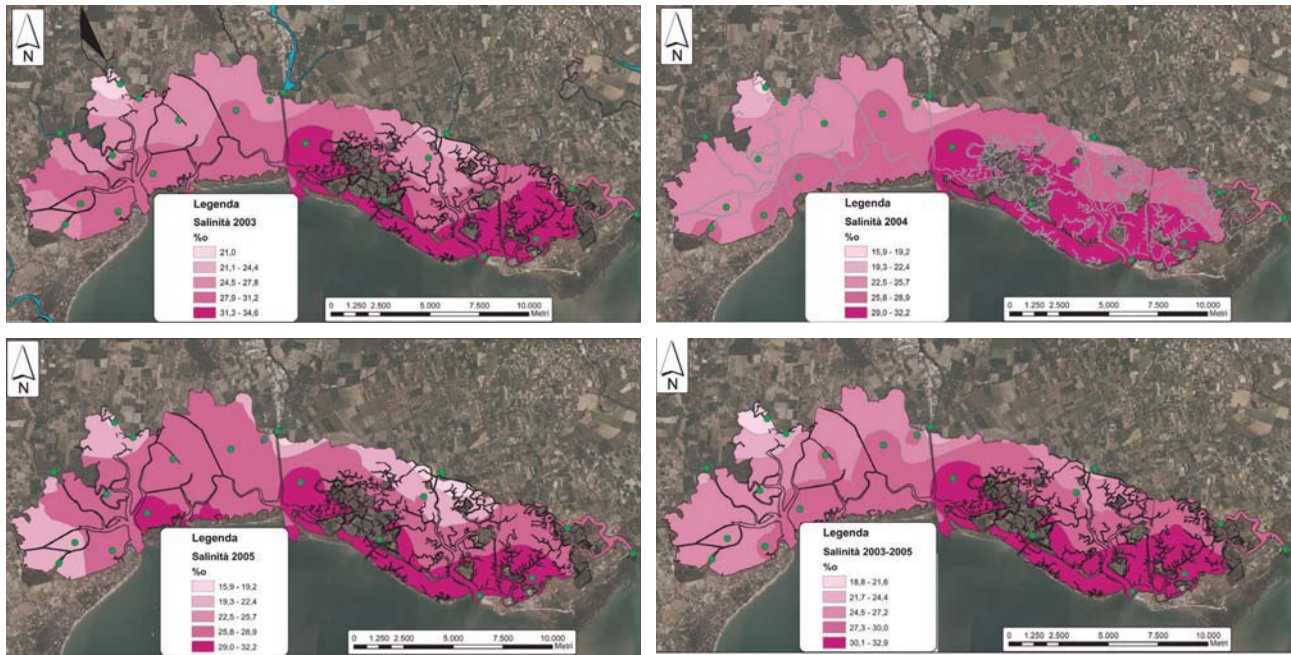 N
Legenda
Salinità 2003
%o
21,0
21,1 - 24,4
24,5 - 27,8
27,9 - 31,2
31,3 - 34,6
0 1.250 2.500 5.000 7.500 10.000
Metri
N
Legenda
Salinità 2004
%o
15,9 - 19,2
19,3 - 22,4
22,5 - 25,7
25,8 - 28,9
29,0 - 32,2
0 1.250 2.500 5.000 7.500 10.000
Metri
N
Legenda
Salinità 2005
%o
15,9 - 19,2
19,3 - 22,4
22,5 - 25,7
25,8 - 28,9
29,0 - 32,2
0 1.250 2.500 5.000 7.500 10.000
Metri
N
Legenda
Salinità 2003-2005
%o
18,8 - 21,6
21,7 - 24,4
24,5 - 27,2
27,3 - 30,0
30,1 - 32,9
0 1.250 2.500 5.000 7.500 10.000
Metri